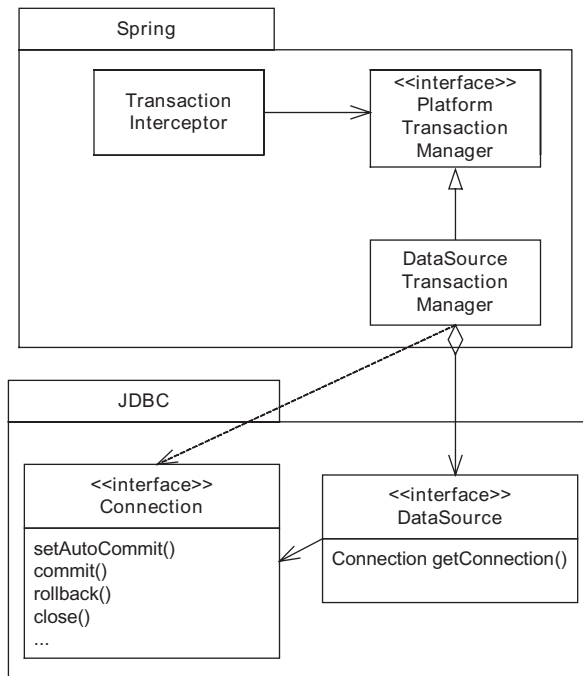 Spring
Transaction
Interceptor
<<interface>>
Platform
Transaction
Manager
DataSource
Transaction
Manager
JDBC
<<interface>>
Connection
setAutoCommit()
commit()
rollback()
close()
...
<<interface>>
DataSource
Connection getConnection()